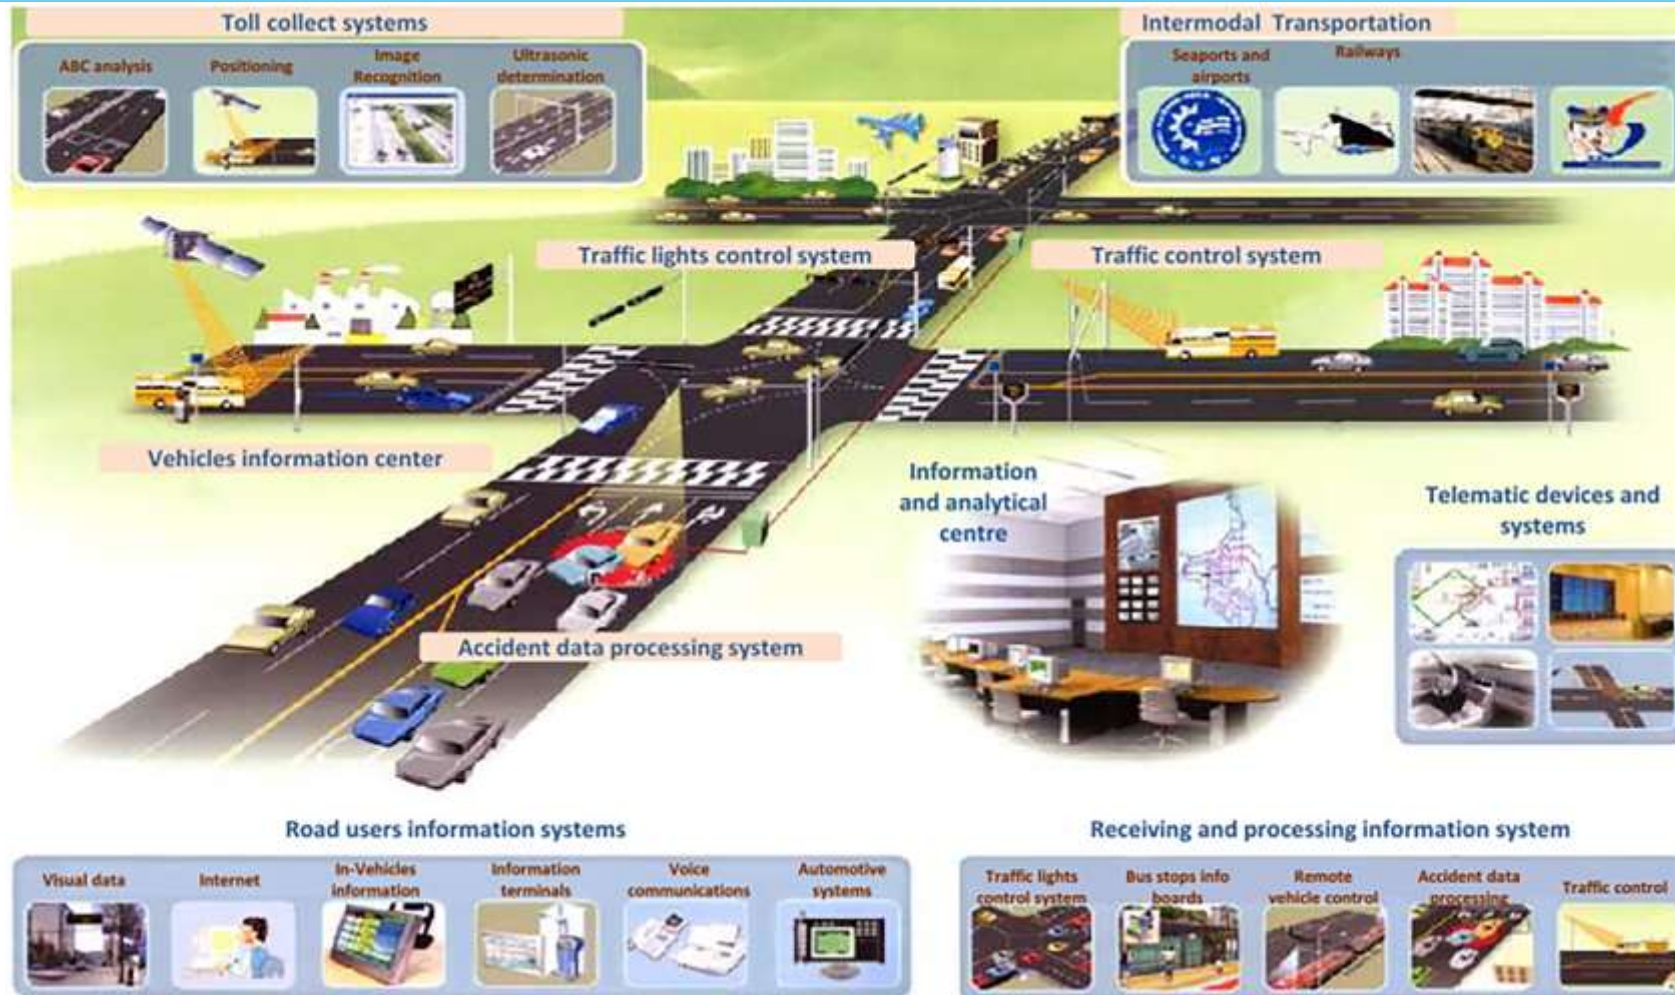 Toll collect systems
ABC analysis
Positioning
Image
Recognition
Ultrasonic
determination
Intermodal Transportation
Seaports and
airports
Railways
Traffic lights control system
Traffic control system
Vehicles information center
Information
and analytical
centre
Telematic devices and
systems
Accident data processing system
Road users information systems
Visual data
Internet
In-Vehicles
information
Information
terminals
Voice
communications
Automotive
systems
Receiving and processing information system
Traffic lights
control system
Bus stops info
boards
Remote
vehicle control
Accident data
processing
Traffic control